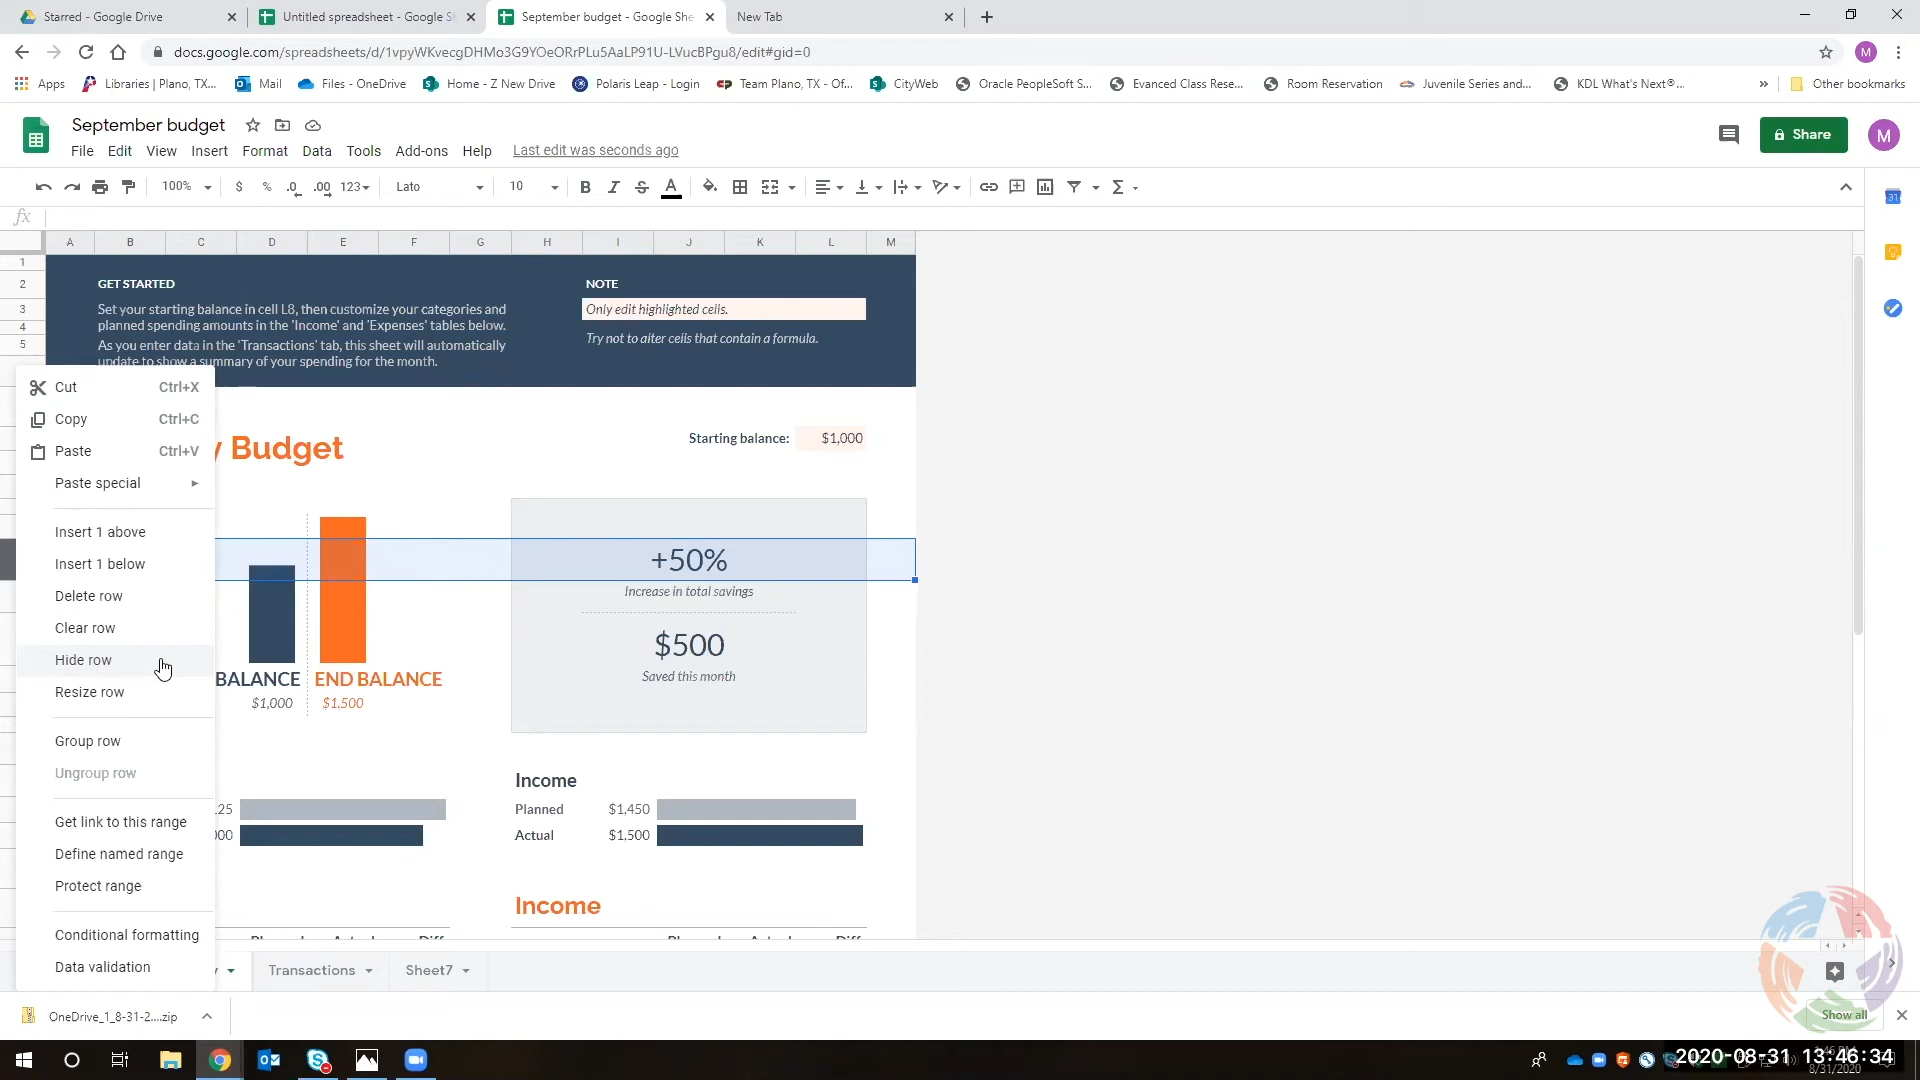 Starred - Google Drive
Untitled spreadsheet - Google S
September budget - Google She
New Tab
docs.google.com/spreadsheets/d/1vpyWKvecgDHMo3G9YOeORrPLu5AaLP91U-LVucBPgu8/edit#gid=0
M
Apps
Libraries | Plano, TX...
Mail
Files - OneDrive
Home - Z New Drive
Polaris Leap - Login
Team Plano, TX - Of...
CityWeb
Oracle PeopleSoft S...
Evanced Class Rese...
Room Reservation
Juvenile Series and...
KDL What's Next®...
»
Other bookmarks
September budget
Share
M
File Edit View Insert Format Data Tools Add-ons Help Last edit was seconds ago
100% $ % .0 .00 123 Lato 10 B I S A Σ
31
fx
A B C D E F G H I J K L M
1
2
3
4
5
GET STARTED
Set your starting balance in cell L8, then customize your categories and
planned spending amounts in the 'Income' and 'Expenses' tables below.
As you enter data in the 'Transactions' tab, this sheet will automatically
update to show a summary of your spending for the month.
NOTE
Only edit highlighted cells.
Try not to alter cells that contain a formula.
Cut Ctrl+X
Copy Ctrl+C
Paste Ctrl+V
Paste special
Insert 1 above
Insert 1 below
Delete row
Clear row
Hide row
Resize row
Group row
Ungroup row
Get link to this range
Define named range
Protect range
Conditional formatting
Data validation
y Budget
Starting balance: $1,000
+50%
Increase in total savings
$500
Saved this month
BALANCE
$1,000
END BALANCE
$1,500
Income
Planned $1,450
Actual $1,500
Income
Transactions
Sheet7
OneDrive_1_8-31-2....zip
Show all
2020-08-31 13:46:34
8/31/2020